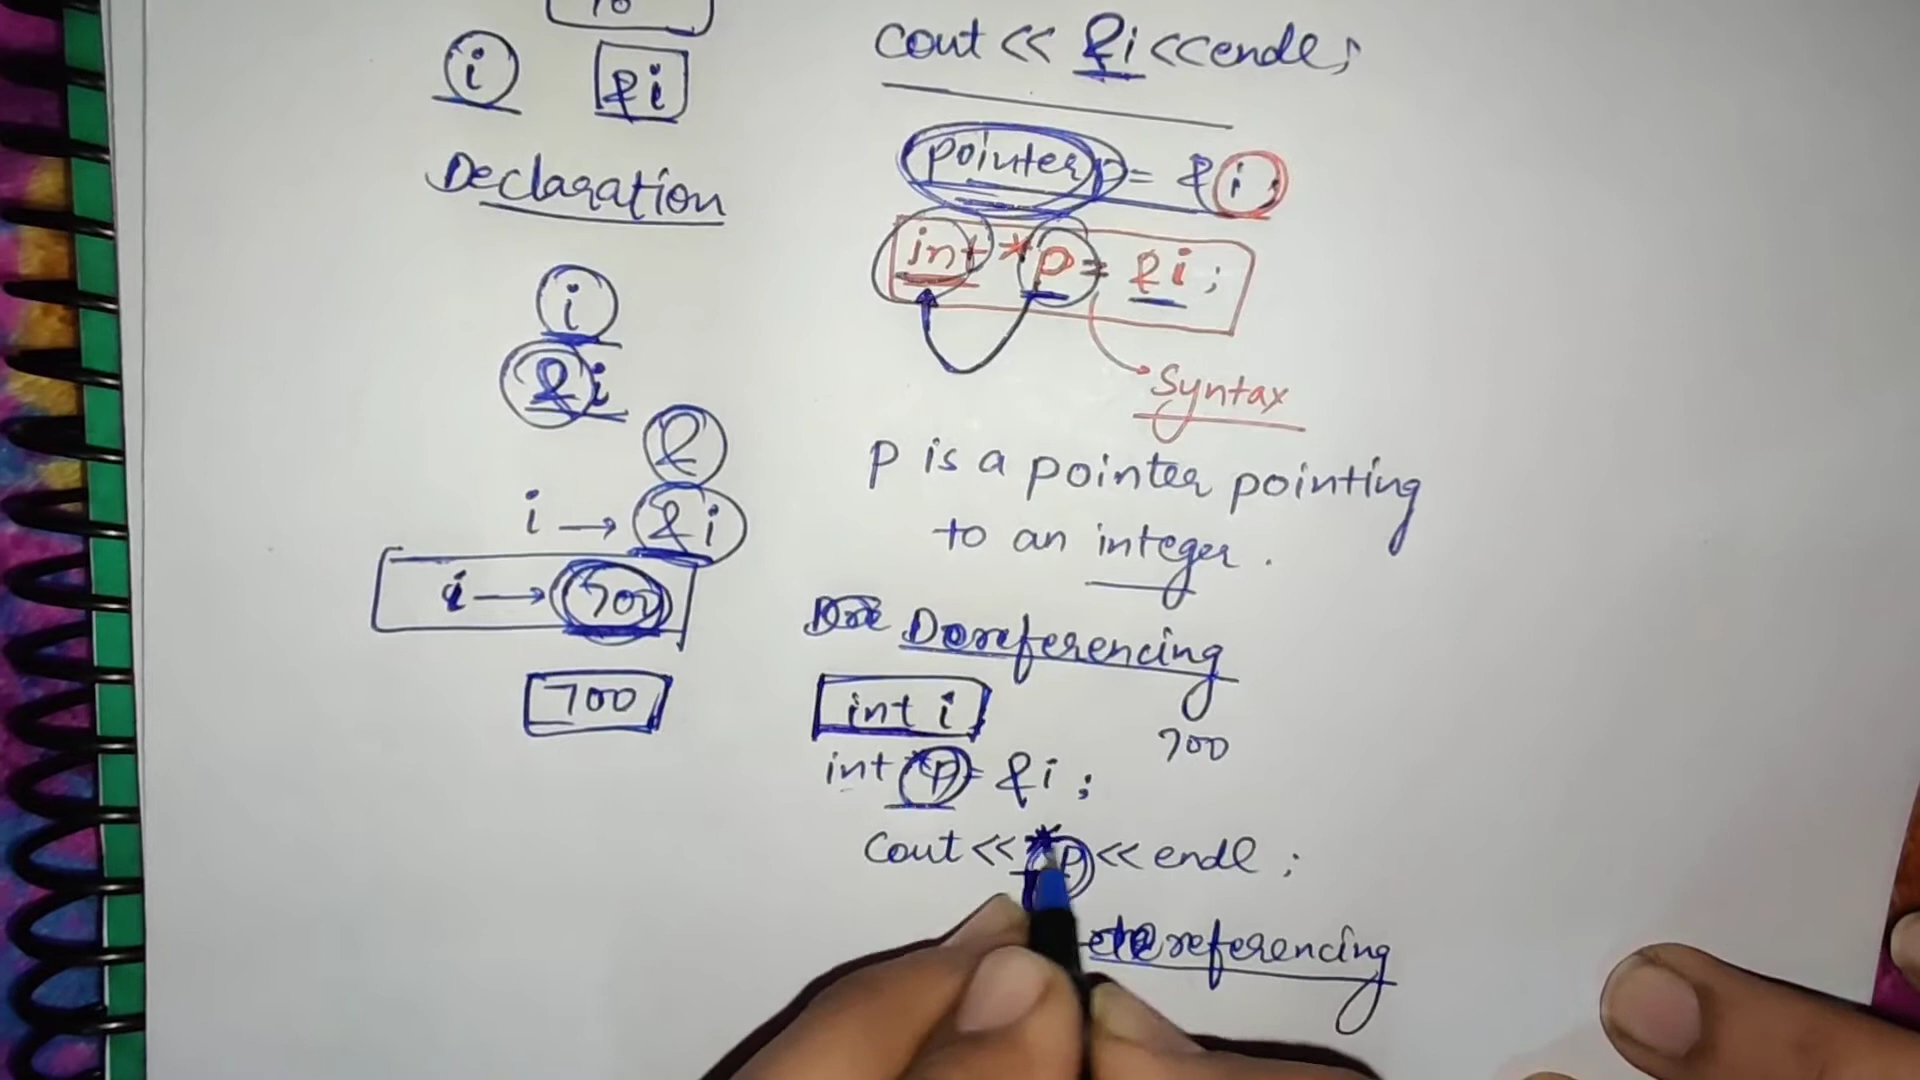 i &i
Declaration
i
&i
&
i → &i
i → 700
700
cout << &i << endl;
pointer p = &i;
int *p = &i;
Syntax
p is a pointer pointing
to an integer.
Dereferencing
int i
700
int *p = &i;
cout << *p << endl;
referencing